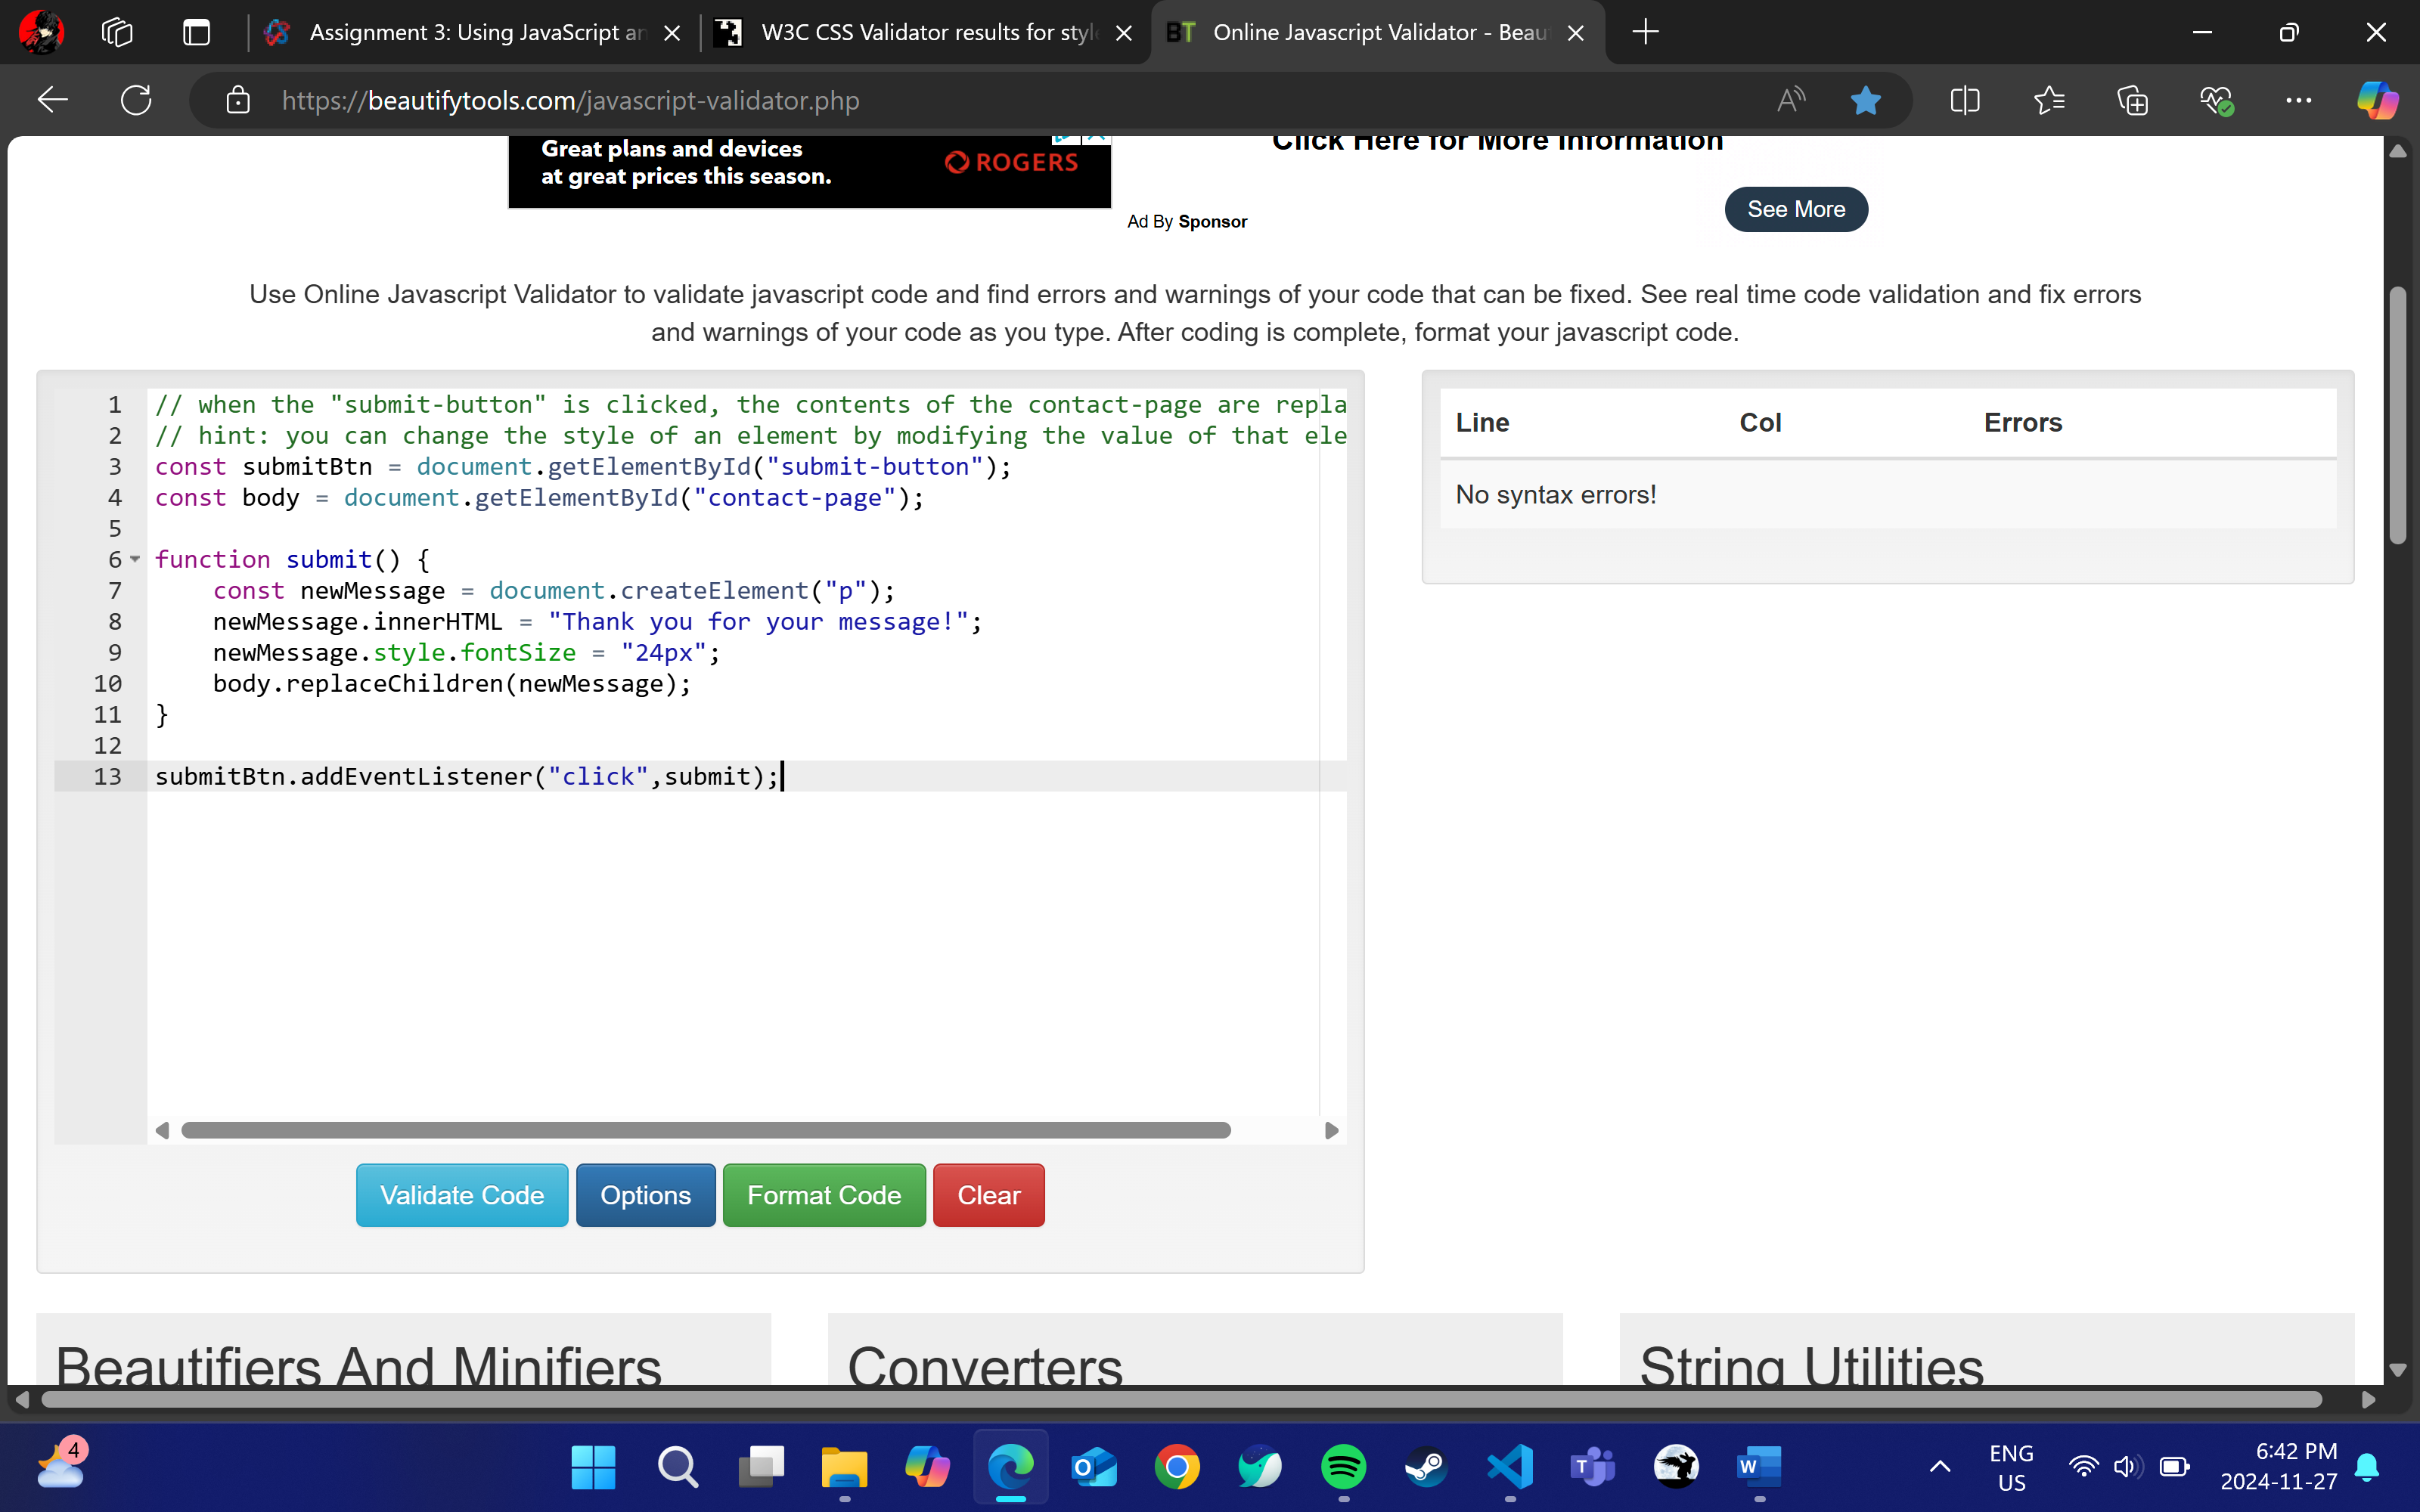 Assignment 3: Using JavaScript an
W3C CSS Validator results for style
BT Online Javascript Validator - Beau
https://beautifytools.com/javascript-validator.php
Great plans and devices
at great prices this season.
ROGERS
Click Here for More Information
See More
Ad By Sponsor
Use Online Javascript Validator to validate javascript code and find errors and warnings of your code that can be fixed. See real time code validation and fix errors
and warnings of your code as you type. After coding is complete, format your javascript code.
1 // when the "submit-button" is clicked, the contents of the contact-page are repla
2 // hint: you can change the style of an element by modifying the value of that ele
3 const submitBtn = document.getElementById("submit-button");
4 const body = document.getElementById("contact-page");
5
6 function submit() {
7     const newMessage = document.createElement("p");
8     newMessage.innerHTML = "Thank you for your message!";
9     newMessage.style.fontSize = "24px";
10     body.replaceChildren(newMessage);
11 }
12
13 submitBtn.addEventListener("click",submit);
Line Col Errors
No syntax errors!
Validate Code Options Format Code Clear
Beautifiers And Minifiers Converters String Utilities
4
ENG
US
6:42 PM
2024-11-27